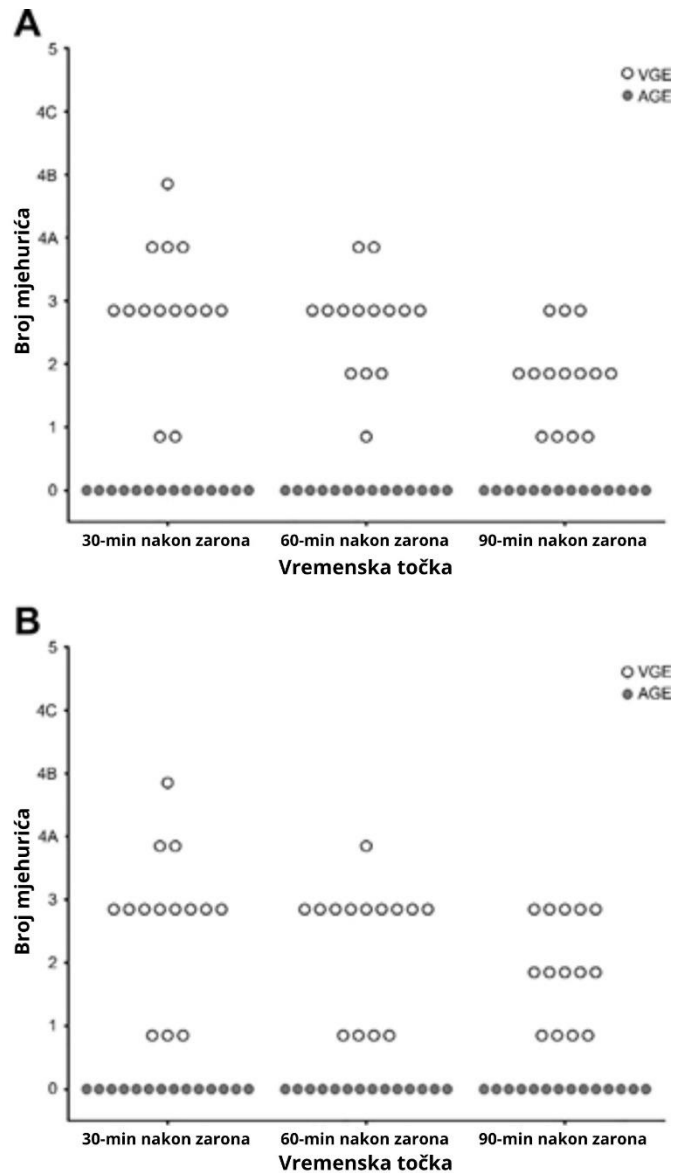 A
5
VGE
AGE
4C
4B
4A
3
2
1
0
Broj mjehurića
30-min nakon zarona 60-min nakon zarona 90-min nakon zarona
Vremenska točka
B
5
VGE
AGE
4C
4B
4A
3
2
1
0
Broj mjehurića
30-min nakon zarona 60-min nakon zarona 90-min nakon zarona
Vremenska točka